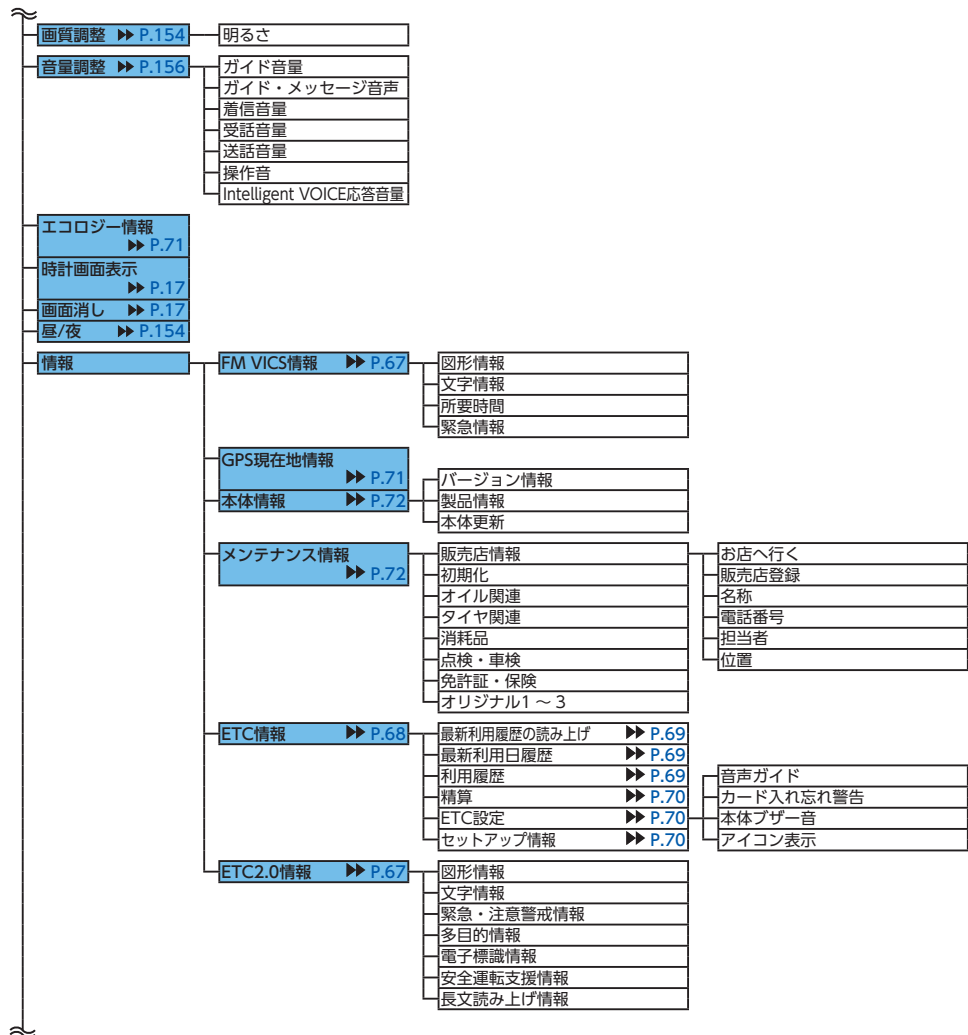 画質調整 ▶▶ P.154
明るさ
音量調整 ▶▶ P.156
ガイド音量
ガイド・メッセージ音声
着信音量
受話音量
送話音量
操作音
Intelligent VOICE応答音量
エコロジー情報
▶▶ P.71
時計画面表示
▶▶ P.17
画面消し ▶▶ P.17
昼/夜 ▶▶ P.154
情報
FM VICS情報 ▶▶ P.67
図形情報
文字情報
所要時間
緊急情報
GPS現在地情報
▶▶ P.71
本体情報 ▶▶ P.72
バージョン情報
製品情報
本体更新
メンテナンス情報
▶▶ P.72
販売店情報
初期化
オイル関連
タイヤ関連
消耗品
点検・車検
免許証・保険
オリジナル1 ～ 3
お店へ行く
販売店登録
名称
電話番号
担当者
位置
ETC情報 ▶▶ P.68
最新利用履歴の読み上げ ▶▶ P.69
最新利用日履歴 ▶▶ P.69
利用履歴 ▶▶ P.69
精算 ▶▶ P.70
ETC設定 ▶▶ P.70
セットアップ情報 ▶▶ P.70
音声ガイド
カード入れ忘れ警告
本体ブザー音
アイコン表示
ETC2.0情報 ▶▶ P.67
図形情報
文字情報
緊急・注意警戒情報
多目的情報
電子標識情報
安全運転支援情報
長文読み上げ情報